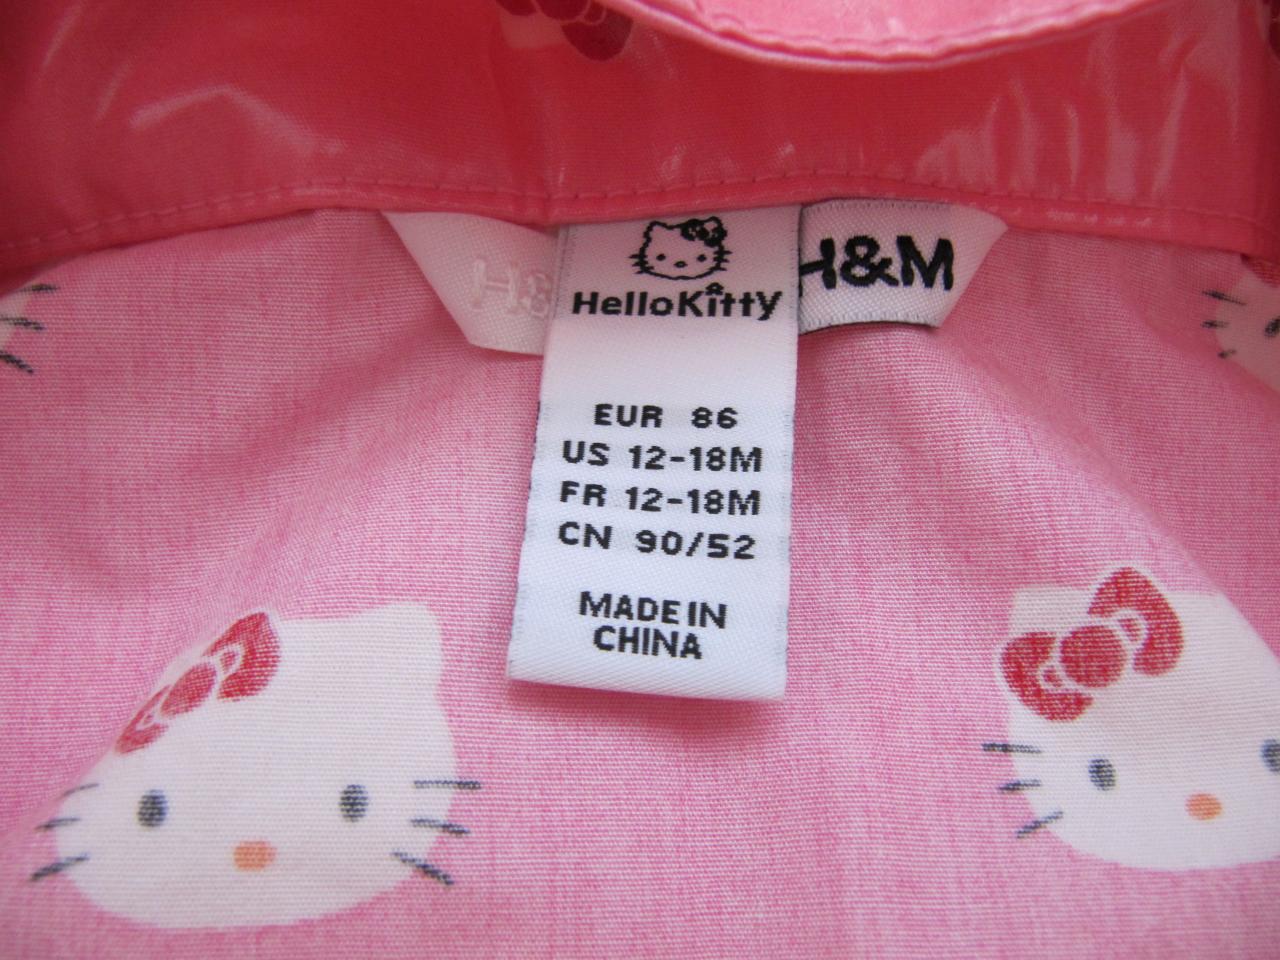 H&
HelloKitty
H&M
EUR 86
US 12-18M
FR 12-18M
CN 90/52
MADE IN
CHINA